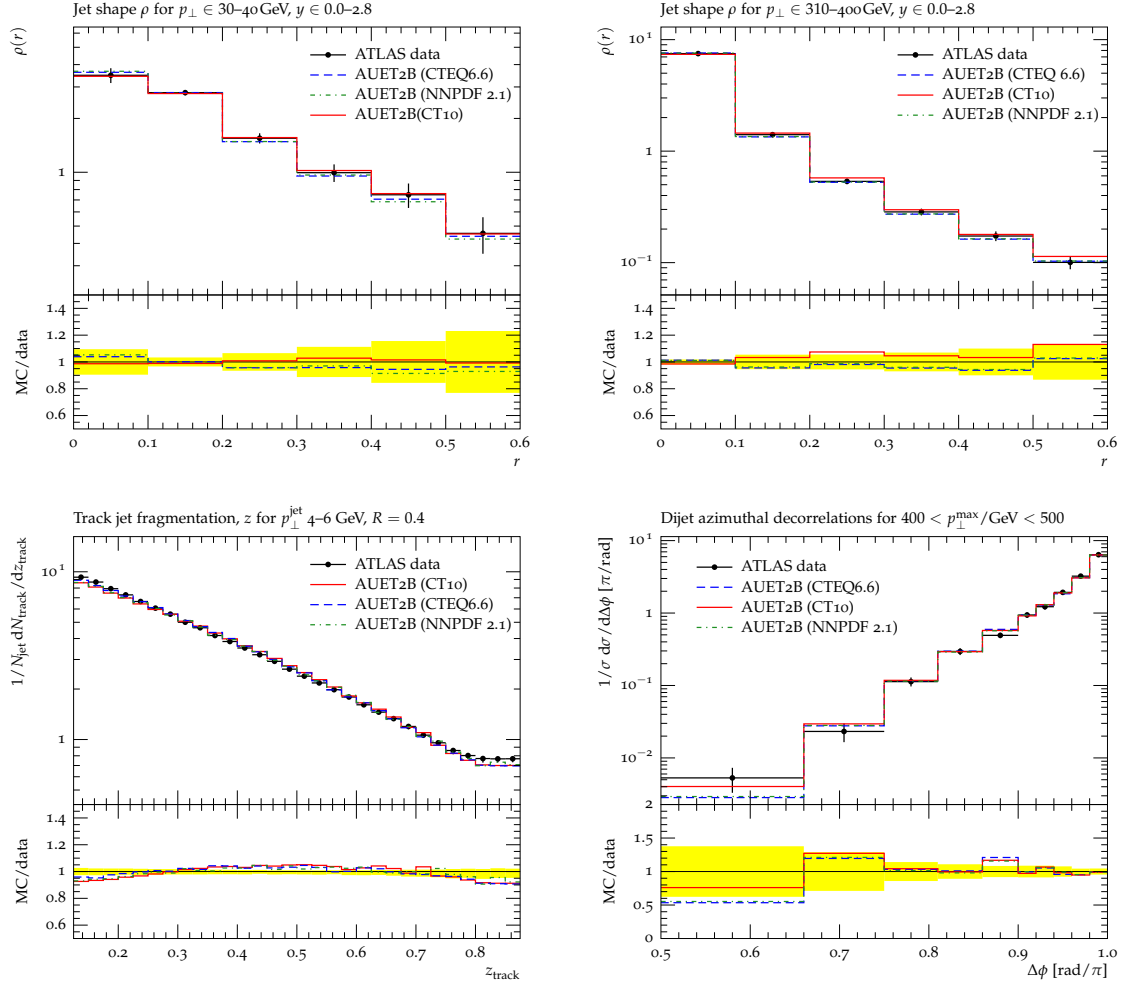 Jet shape ρ for p⊥ ∈ 30–40 GeV, y ∈ 0.0–2.8
ρ(r)
ATLAS data
AUET2B (CTEQ6.6)
AUET2B (NNPDF 2.1)
AUET2B(CT10)
1
MC/data
1.4
1.2
1
0.8
0.6
0 0.1 0.2 0.3 0.4 0.5 0.6
r
Jet shape ρ for p⊥ ∈ 310–400 GeV, y ∈ 0.0–2.8
ρ(r)
10^1
ATLAS data
AUET2B (CTEQ 6.6)
AUET2B (CT10)
AUET2B (NNPDF 2.1)
1
10^−1
MC/data
1.4
1.2
1
0.8
0.6
0 0.1 0.2 0.3 0.4 0.5 0.6
r
Track jet fragmentation, z for p⊥^jet 4–6 GeV, R = 0.4
1/N_jet dN_track/dz_track
10^1
ATLAS data
AUET2B (CT10)
AUET2B (CTEQ6.6)
AUET2B (NNPDF 2.1)
1
MC/data
1.4
1.2
1
0.8
0.6
0.2 0.3 0.4 0.5 0.6 0.7 0.8
z_track
Dijet azimuthal decorrelations for 400 < p⊥^max/GeV < 500
1/σ dσ/dΔϕ [π/rad]
10^1
ATLAS data
AUET2B (CTEQ6.6)
AUET2B (CT10)
AUET2B (NNPDF 2.1)
1
10^−1
10^−2
MC/data
2
1.5
1
0.5
0
0.5 0.6 0.7 0.8 0.9 1.0
Δϕ [rad/π]